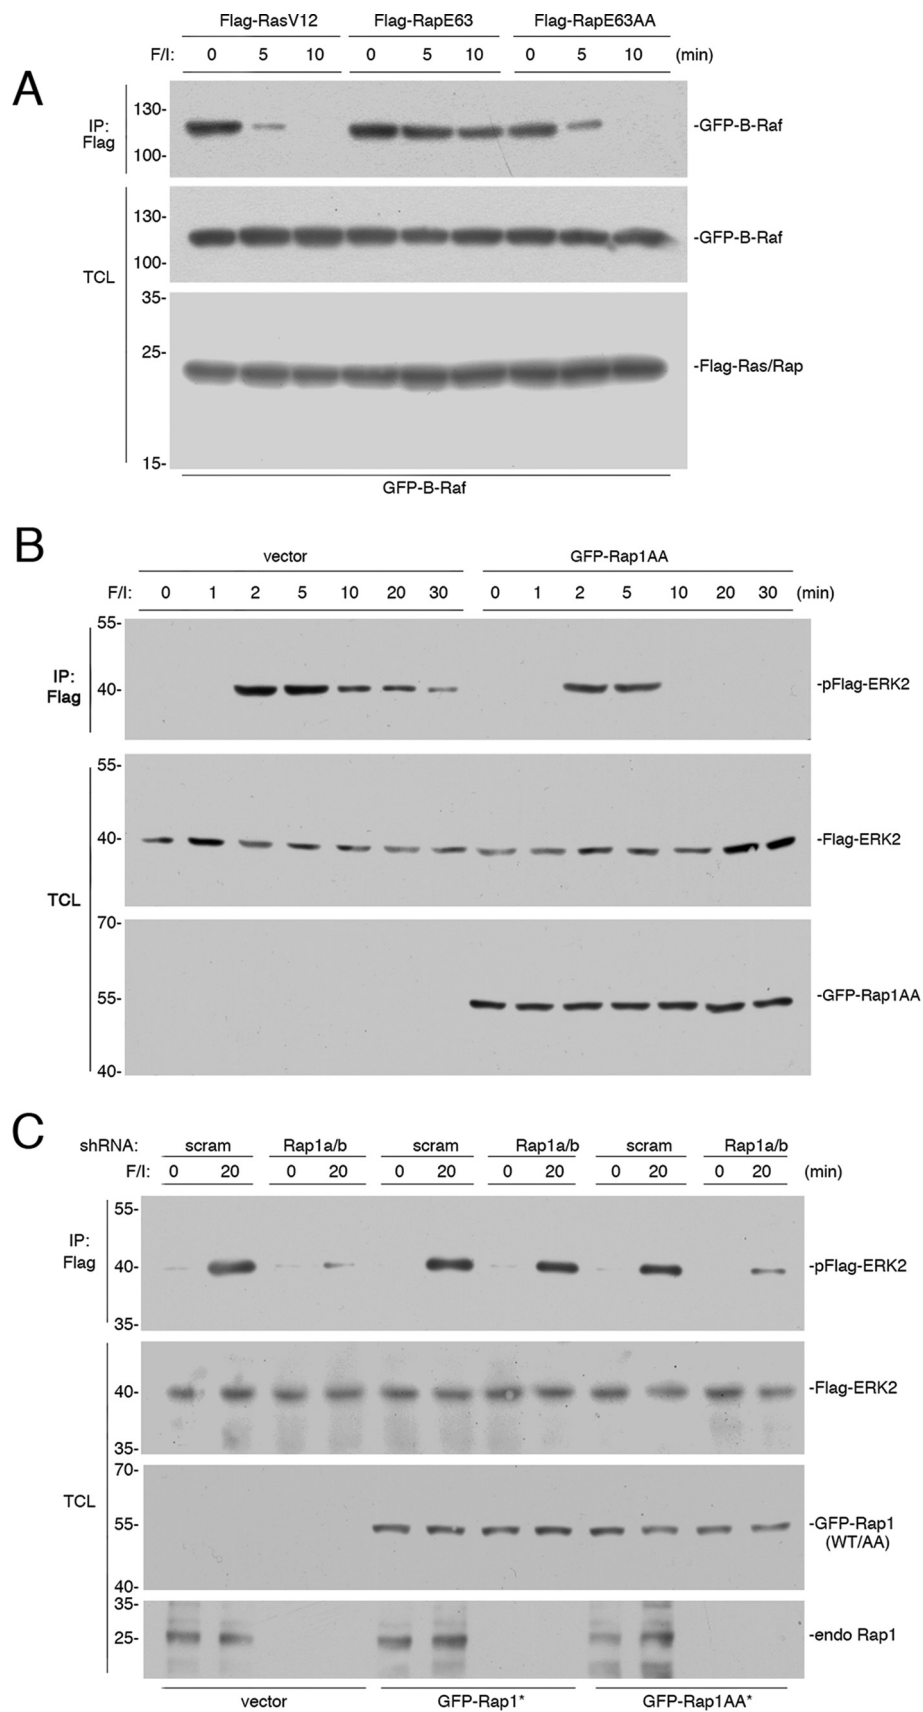 Flag-RasV12 Flag-RapE63 Flag-RapE63AA
F/I: 0 5 10 0 5 10 0 5 10 (min)
A
130-
IP:
Flag
-GFP-B-Raf
100-
130-
-GFP-B-Raf
100-
TCL
35-
25-
-Flag-Ras/Rap
15-
GFP-B-Raf
B
vector GFP-Rap1AA
F/I: 0 1 2 5 10 20 30 0 1 2 5 10 20 30 (min)
55-
IP:
Flag
40-
-pFlag-ERK2
55-
40-
-Flag-ERK2
TCL
70-
55-
-GFP-Rap1AA
40-
C
shRNA: scram Rap1a/b scram Rap1a/b scram Rap1a/b
F/I: 0 20 0 20 0 20 0 20 0 20 0 20 (min)
55-
IP:
Flag
40-
-pFlag-ERK2
35-
40-
-Flag-ERK2
35-
70-
TCL
55-
-GFP-Rap1
(WT/AA)
40-
35-
25-
-endo Rap1
vector GFP-Rap1* GFP-Rap1AA*